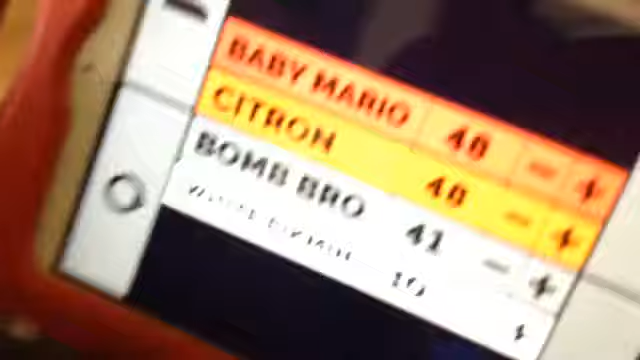 BABY MARIO 40 - +
CITRON 40 - +
BOMB BRO 41 - +